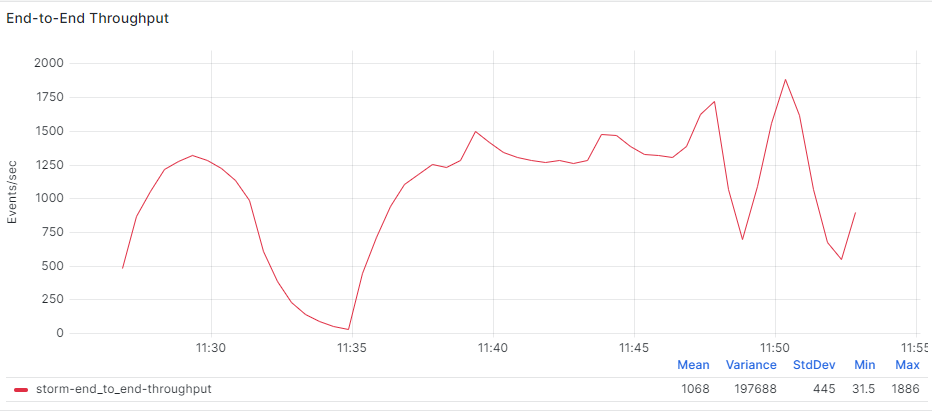 End-to-End Throughput
Events/sec
2000
1750
1500
1250
1000
750
500
250
0
11:30 11:35 11:40 11:45 11:50 11:55
Mean Variance StdDev Min Max
storm-end_to_end-throughput 1068 197688 445 31.5 1886